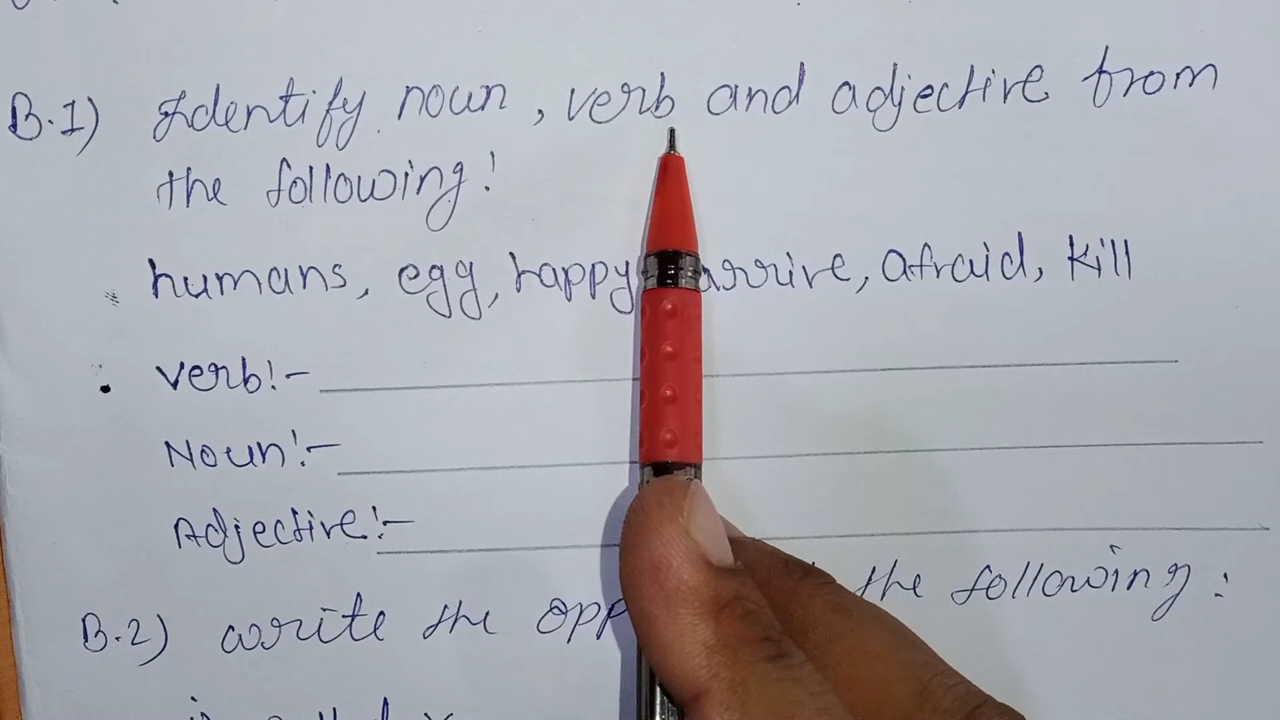 B.1) Identify noun, verb and adjective from
the following:
humans, egg, happy, arrive, afraid, kill
Verb:-
Noun:-
Adjective:-
B.2) write the opp the following: